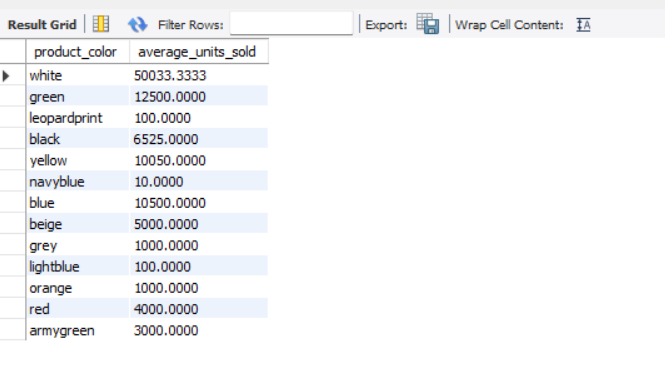 Result Grid Filter Rows: Export: Wrap Cell Content: IA
product_color average_units_sold
white 50033.3333
green 12500.0000
leopardprint 100.0000
black 6525.0000
yellow 10050.0000
navyblue 10.0000
blue 10500.0000
beige 5000.0000
grey 1000.0000
lightblue 100.0000
orange 1000.0000
red 4000.0000
armygreen 3000.0000